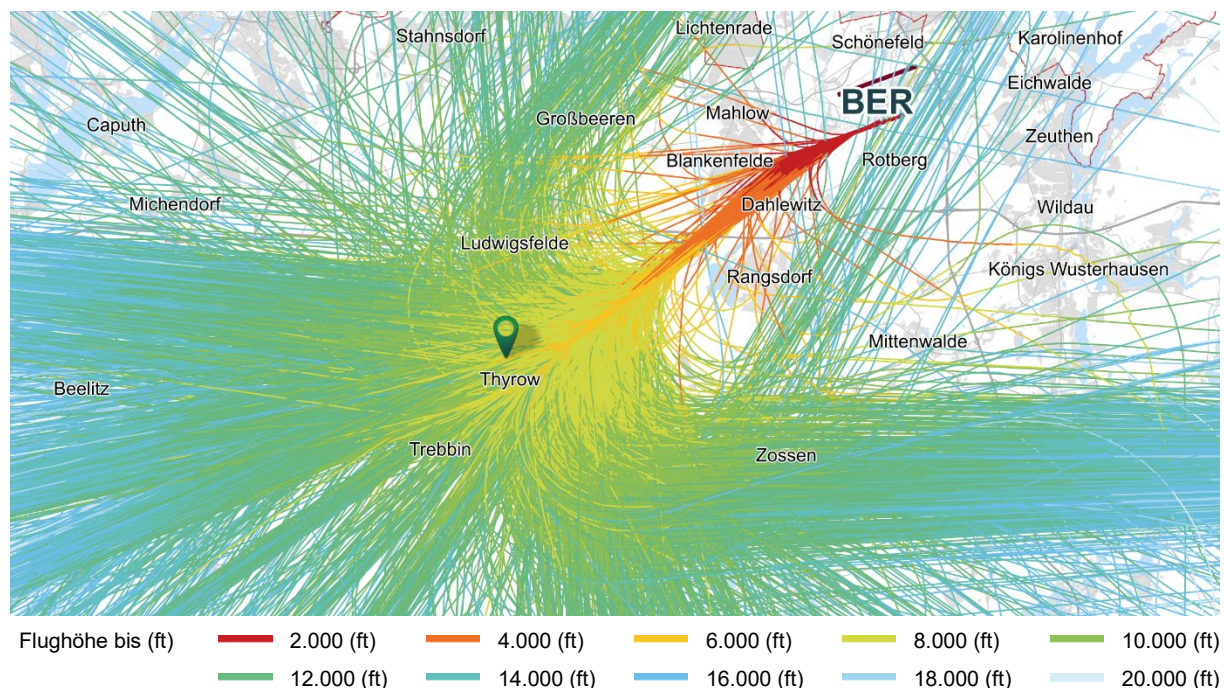 Stahnsdorf
Lichtenrade
Schönefeld
Karolinenhof
Eichwalde
BER
Caputh
Großbeeren
Mahlow
Zeuthen
Blankenfelde
Rotberg
Michendorf
Dahlewitz
Wildau
Ludwigsfelde
Rangsdorf
Königs Wusterhausen
Mittenwalde
Thyrow
Beelitz
Trebbin
Zossen
Flughöhe bis (ft) 2.000 (ft) 4.000 (ft) 6.000 (ft) 8.000 (ft) 10.000 (ft)
12.000 (ft) 14.000 (ft) 16.000 (ft) 18.000 (ft) 20.000 (ft)